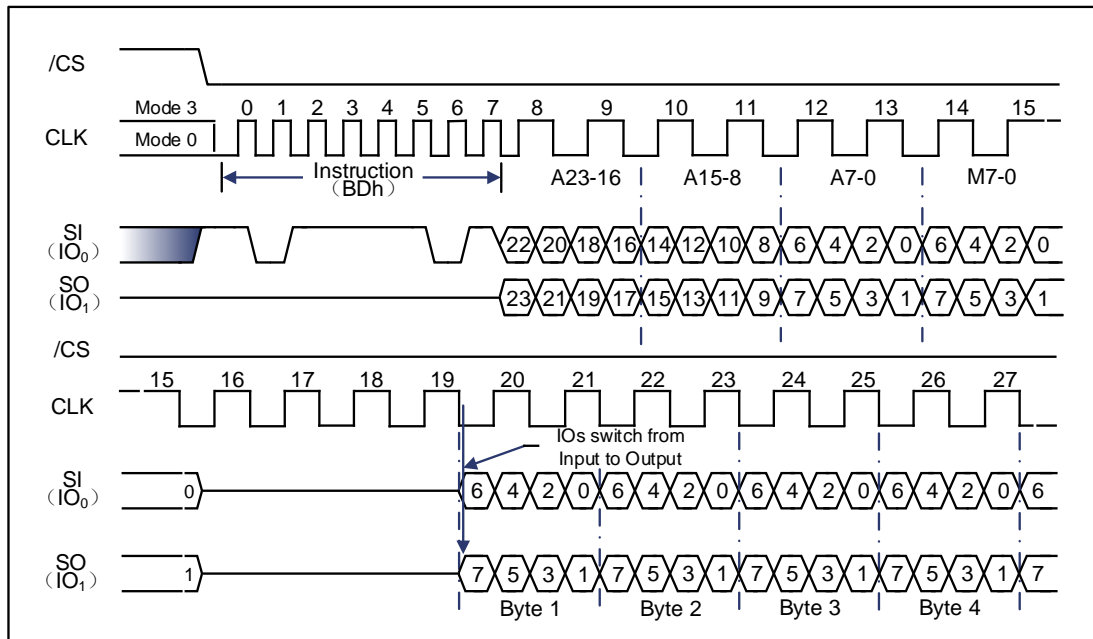 /CS
Mode 3
0 1 2 3 4 5 6 7 8 9 10 11 12 13 14 15
CLK
Mode 0
Instruction
（BDh）
A23-16 A15-8 A7-0 M7-0
SI
（IO0）
22 20 18 16 14 12 10 8 6 4 2 0 6 4 2 0
SO
（IO1）
23 21 19 17 15 13 11 9 7 5 3 1 7 5 3 1
/CS
15 16 17 18 19 20 21 22 23 24 25 26 27
CLK
IOs switch from
Input to Output
SI
（IO0）
0 6 4 2 0 6 4 2 0 6 4 2 0 6 4 2 0 6
SO
（IO1）
1 7 5 3 1 7 5 3 1 7 5 3 1 7 5 3 1 7
Byte 1 Byte 2 Byte 3 Byte 4